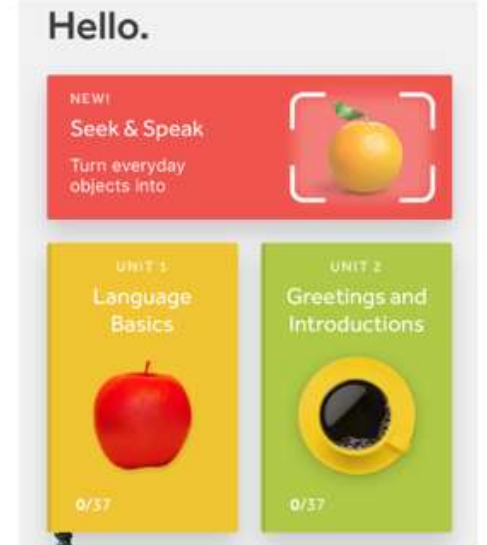 Hello.
NEW!
Seek & Speak
Turn everyday
objects into
UNIT 1
Language
Basics
0/37
UNIT 2
Greetings and
Introductions
0/37